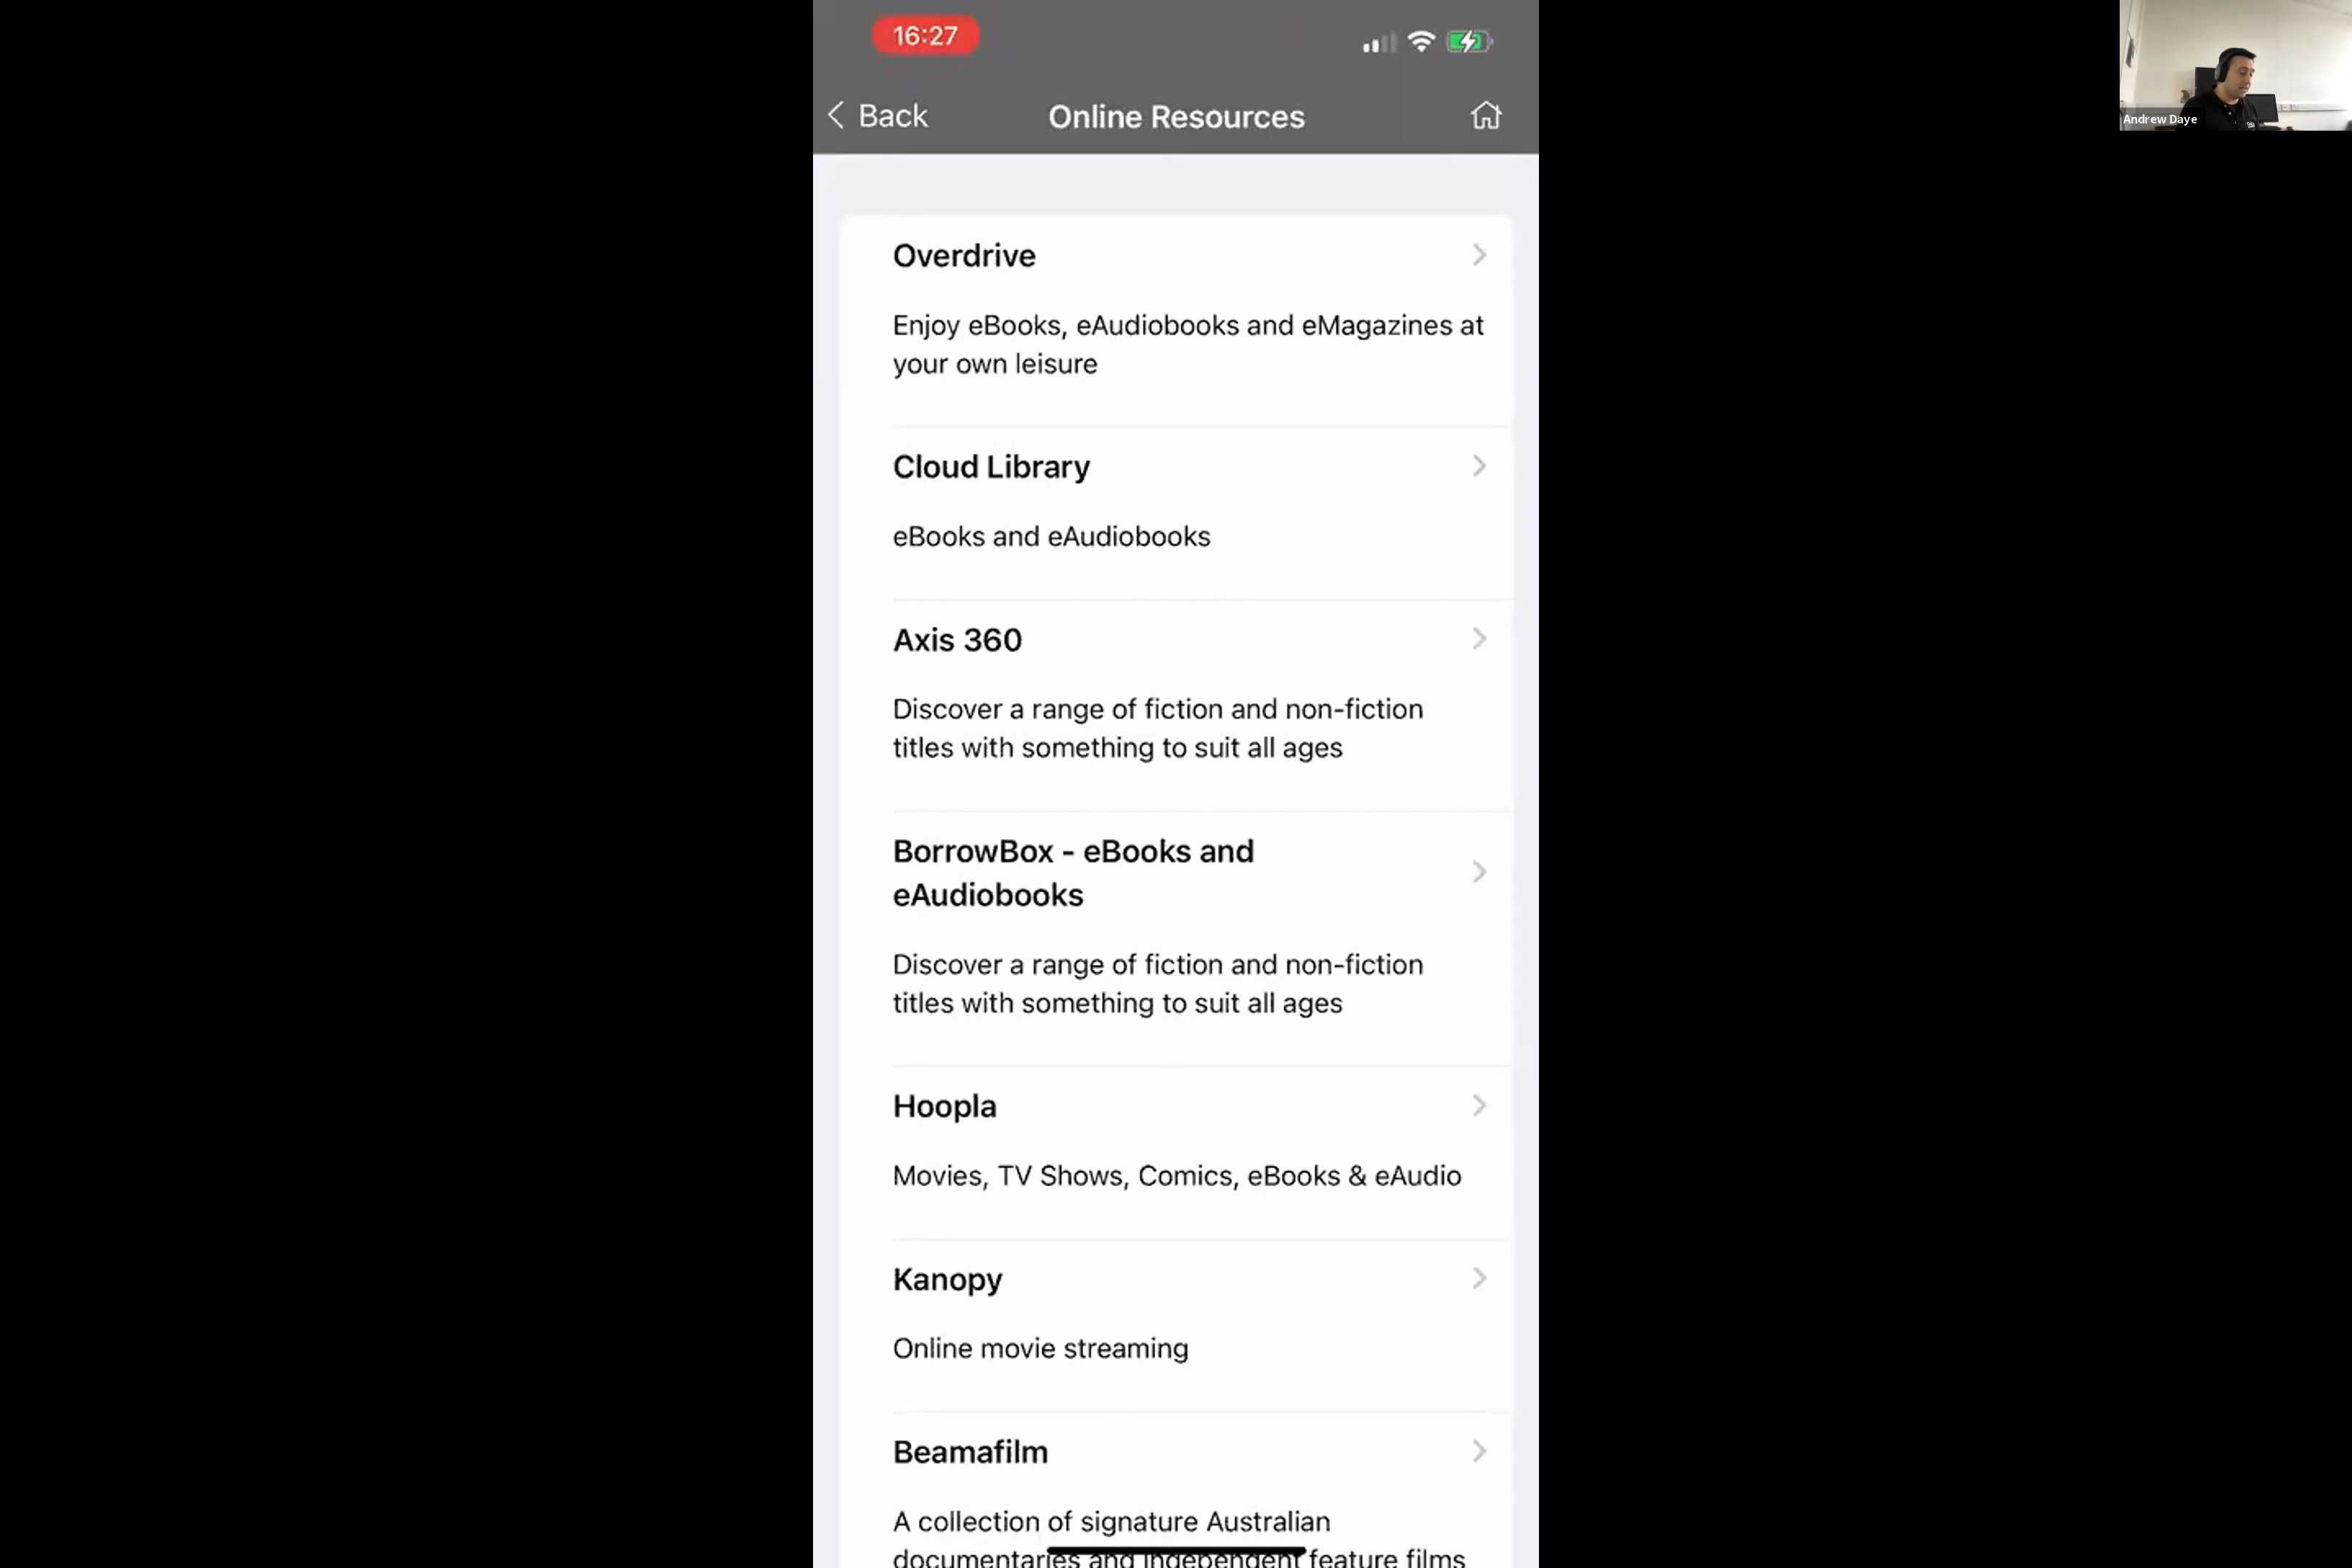 16:27
Back
Online Resources
Andrew Daye
Overdrive
Enjoy eBooks, eAudiobooks and eMagazines at
your own leisure
Cloud Library
eBooks and eAudiobooks
Axis 360
Discover a range of fiction and non-fiction
titles with something to suit all ages
BorrowBox - eBooks and
eAudiobooks
Discover a range of fiction and non-fiction
titles with something to suit all ages
Hoopla
Movies, TV Shows, Comics, eBooks & eAudio
Kanopy
Online movie streaming
Beamafilm
A collection of signature Australian
documentaries and independent feature films